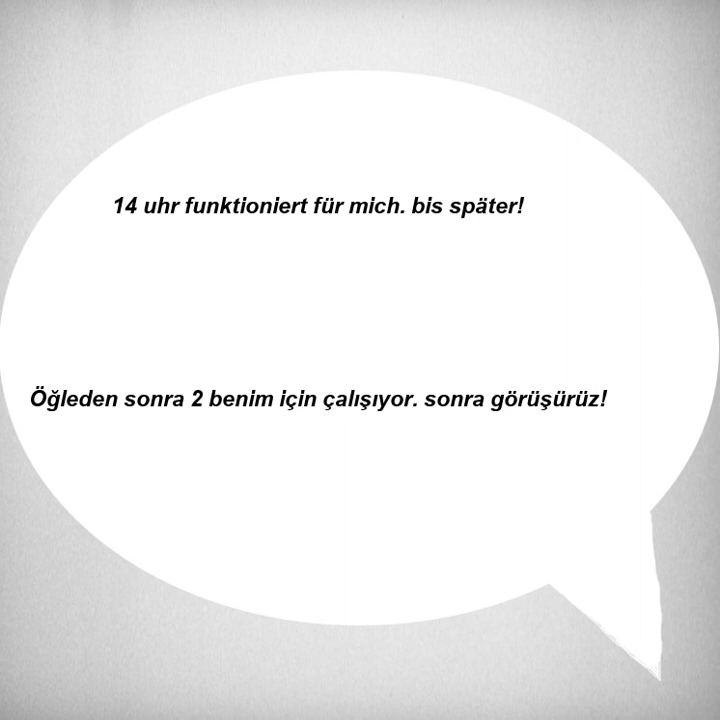 14 uhr funktioniert für mich. bis später!
Öğleden sonra 2 benim için çalışıyor. sonra görüşürüz!